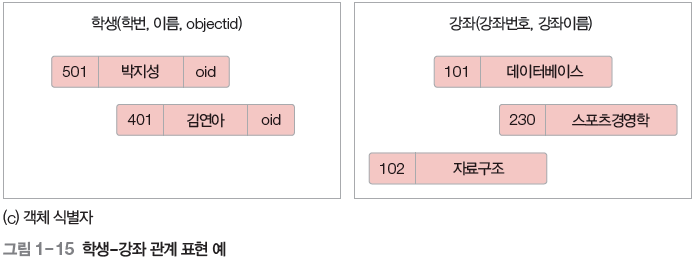 학생(학번, 이름, objectid)
501 박지성 oid
401 김연아 oid
강좌(강좌번호, 강좌이름)
101 데이터베이스
230 스포츠경영학
102 자료구조
(c) 객체 식별자
그림 1-15 학생-강좌 관계 표현 예